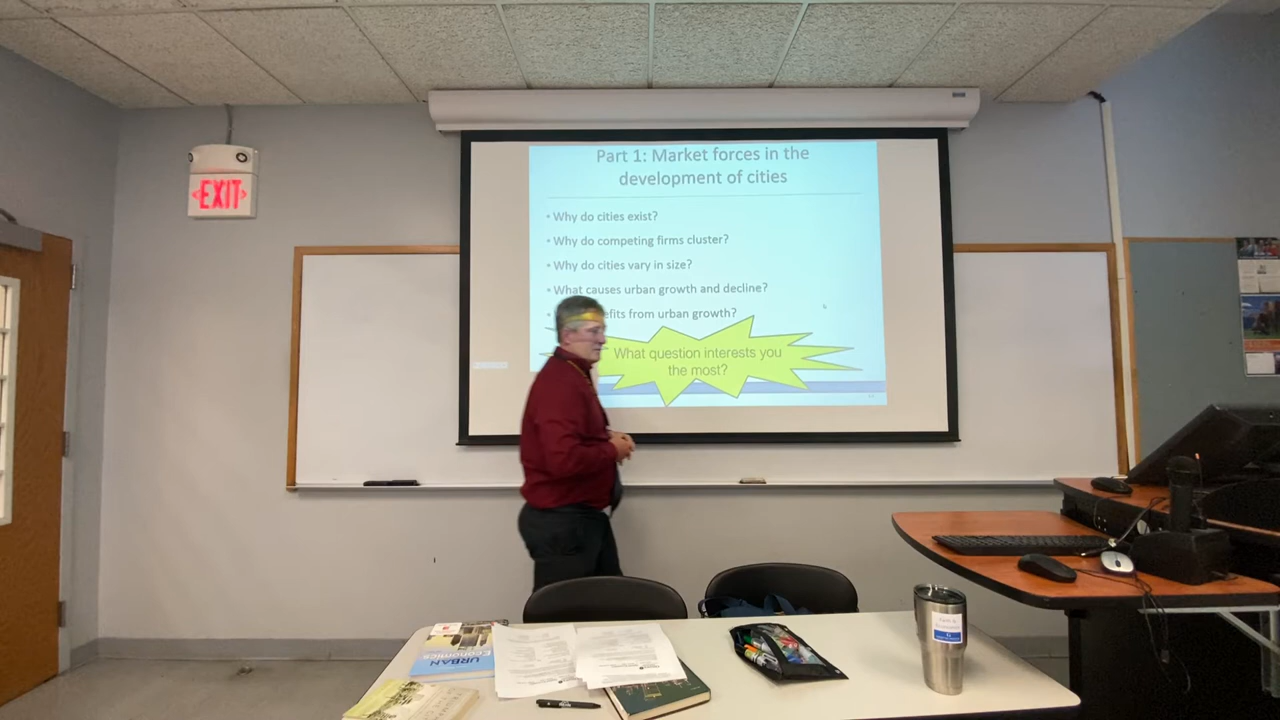 EXIT
Part 1: Market forces in the
development of cities
• Why do cities exist?
• Why do competing firms cluster?
• Why do cities vary in size?
• What causes urban growth and decline?
efits from urban growth?
What question interests you
the most?
URBAN
Economics